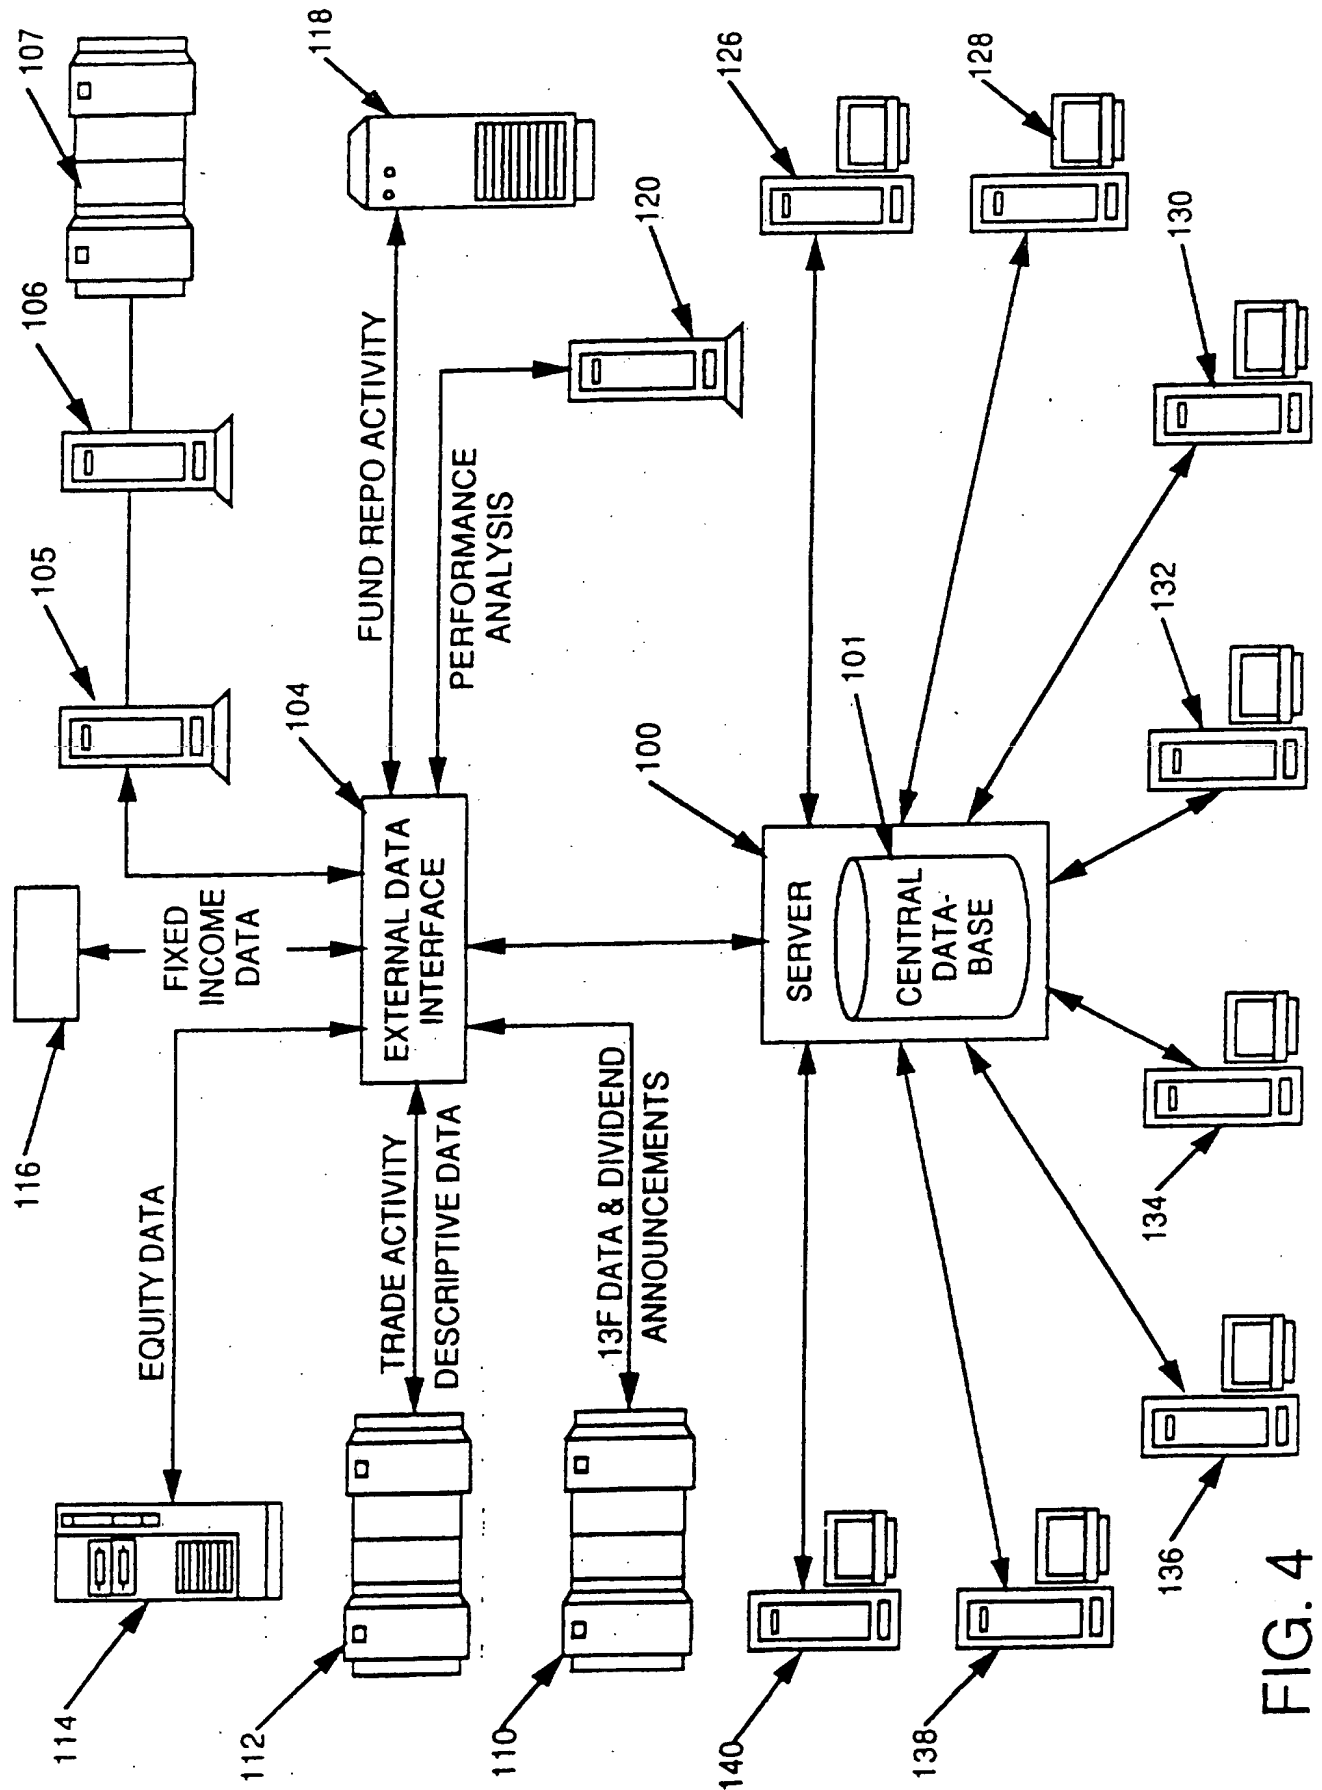 107
106
105
118
120
116
104
FIXED
INCOME
DATA
FUND REPO ACTIVITY
PERFORMANCE
ANALYSIS
EQUITY DATA
EXTERNAL DATA
INTERFACE
114
112
TRADE ACTIVITY
DESCRIPTIVE DATA
110
13F DATA & DIVIDEND
ANNOUNCEMENTS
100
101
SERVER
CENTRAL
DATA-
BASE
126
128
130
132
134
136
138
140
FIG. 4